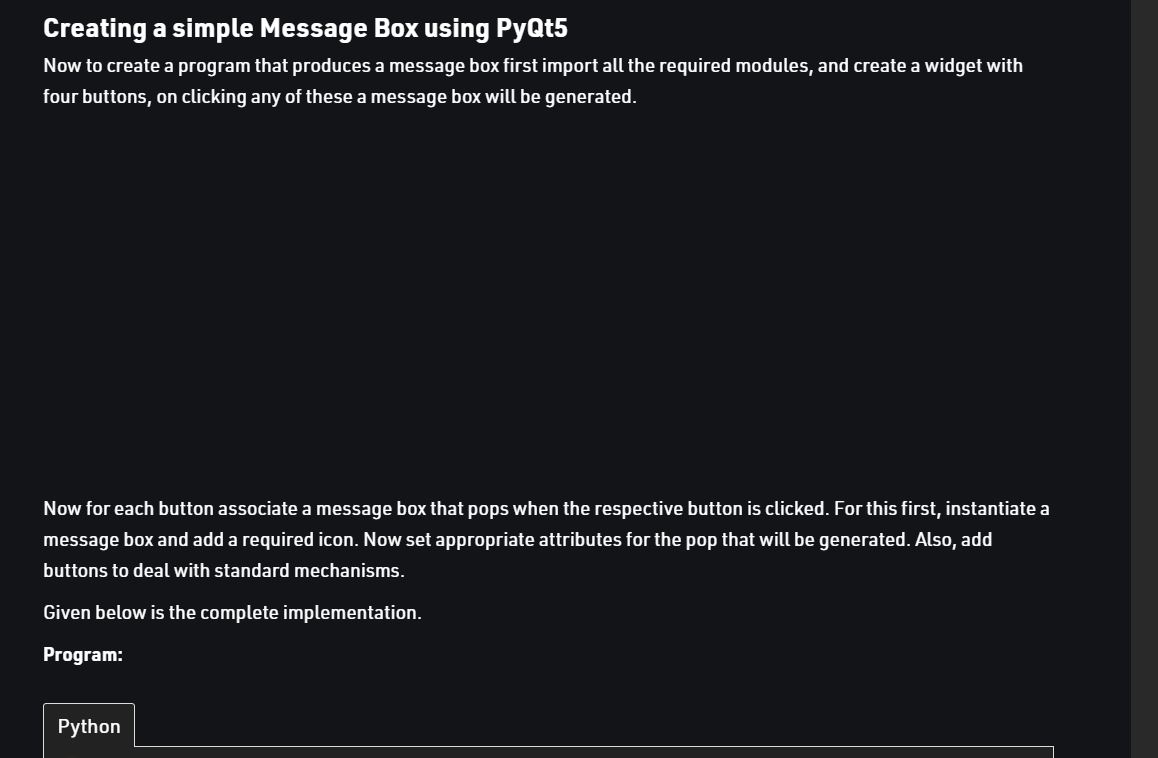 Creating a simple Message Box using PyQt5
Now to create a program that produces a message box first import all the required modules, and create a widget with
four buttons, on clicking any of these a message box will be generated.
Now for each button associate a message box that pops when the respective button is clicked. For this first, instantiate a
message box and add a required icon. Now set appropriate attributes for the pop that will be generated. Also, add
buttons to deal with standard mechanisms.
Given below is the complete implementation.
Program:
Python